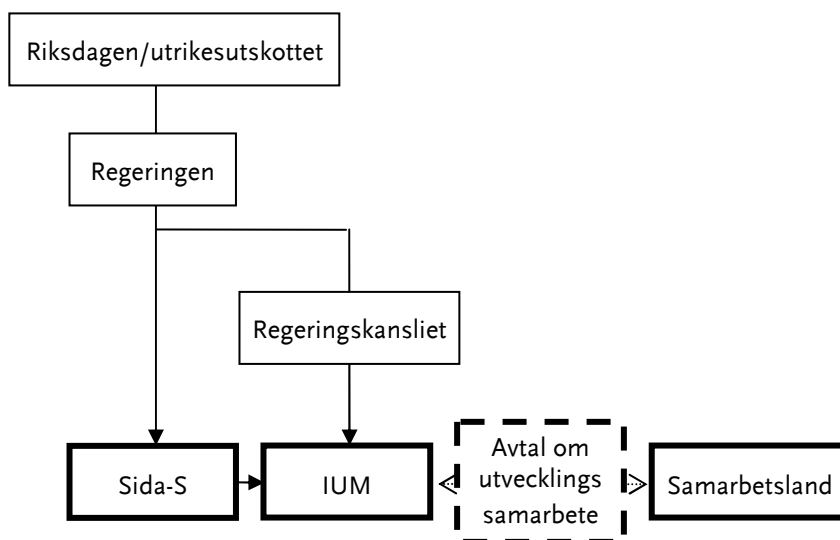 Riksdagen/utrikesutskottet
Regeringen
Regeringskansliet
Sida-S
IUM
Avtal om
utvecklings
samarbete
Samarbetsland